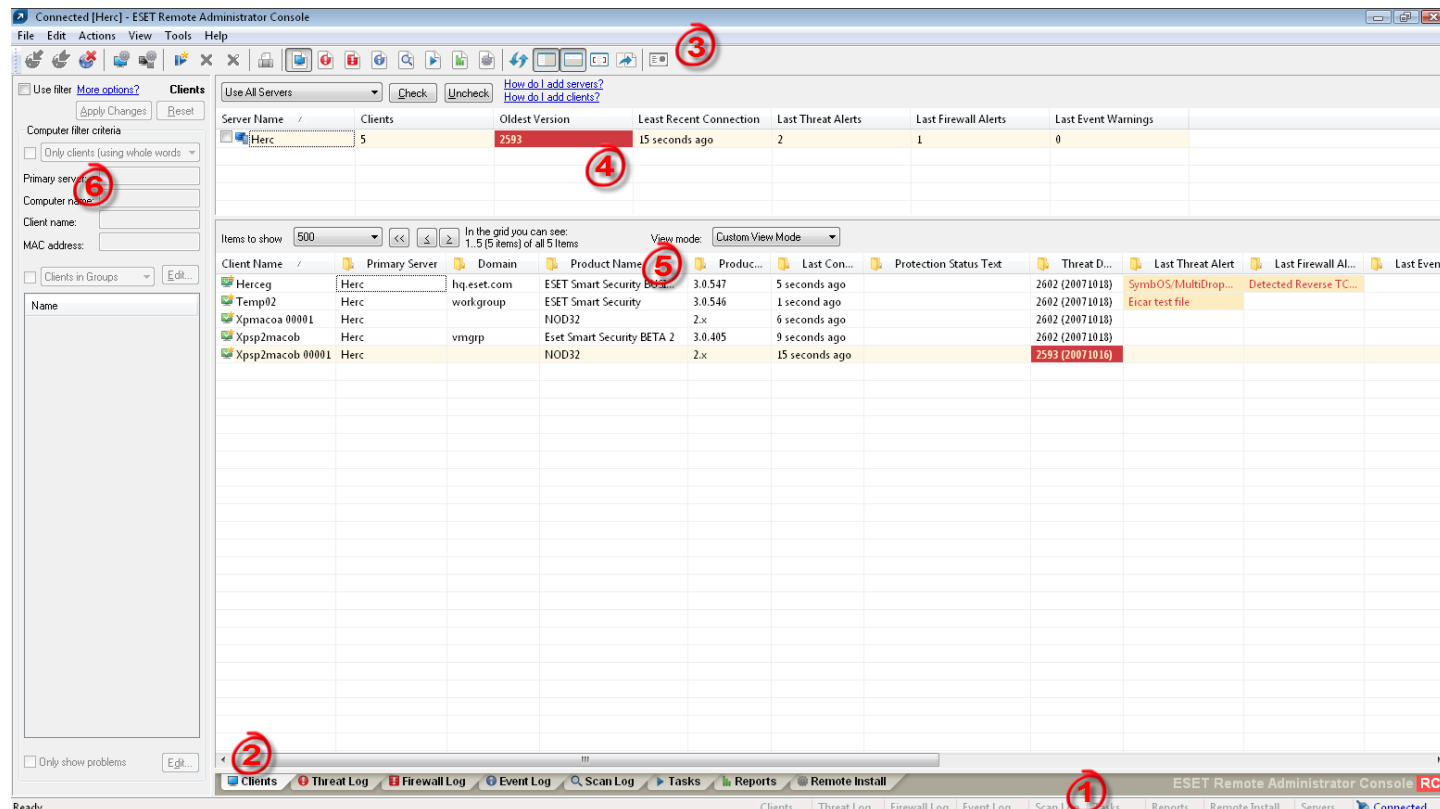 Connected [Herc] - ESET Remote Administrator Console
File Edit Actions View Tools Help
3
Use filter More options? Clients
Apply Changes Reset
Computer filter criteria
Only clients (using whole words
Primary server:
6
Computer name:
Client name:
MAC address:
Clients in Groups Edit...
Name
Only show problems Edit...
Use All Servers Check Uncheck How do I add servers?
How do I add clients?
Server Name Clients Oldest Version Least Recent Connection Last Threat Alerts Last Firewall Alerts Last Event Warnings
Herc 5 2593 15 seconds ago 2 1 0
4
Items to show 500 << < > In the grid you can see:
1..5 (5 items) of all 5 Items
View mode: Custom View Mode
5
Client Name Primary Server Domain Product Name Produc... Last Con... Protection Status Text Threat D... Last Threat Alert Last Firewall Al... Last Even
Herceg Herc hq.eset.com ESET Smart Security 3.0.547 5 seconds ago 2602 (20071018) SymbOS/MultiDrop... Detected Reverse TC...
Temp02 Herc workgroup ESET Smart Security 3.0.546 1 second ago 2602 (20071018) Eicar test file
Xpmacoa 00001 Herc NOD32 2.x 6 seconds ago 2602 (20071018)
Xpsp2macob Herc vmgrp Eset Smart Security BETA 2 3.0.405 9 seconds ago 2602 (20071018)
Xpsp2macob 00001 Herc NOD32 2.x 15 seconds ago 2593 (20071016)
2
Clients Threat Log Firewall Log Event Log Scan Log Tasks Reports Remote Install
ESET Remote Administrator Console RC
1
Ready Clients Threat Log Firewall Log Event Log Scan Reports Remote Install Servers Connected